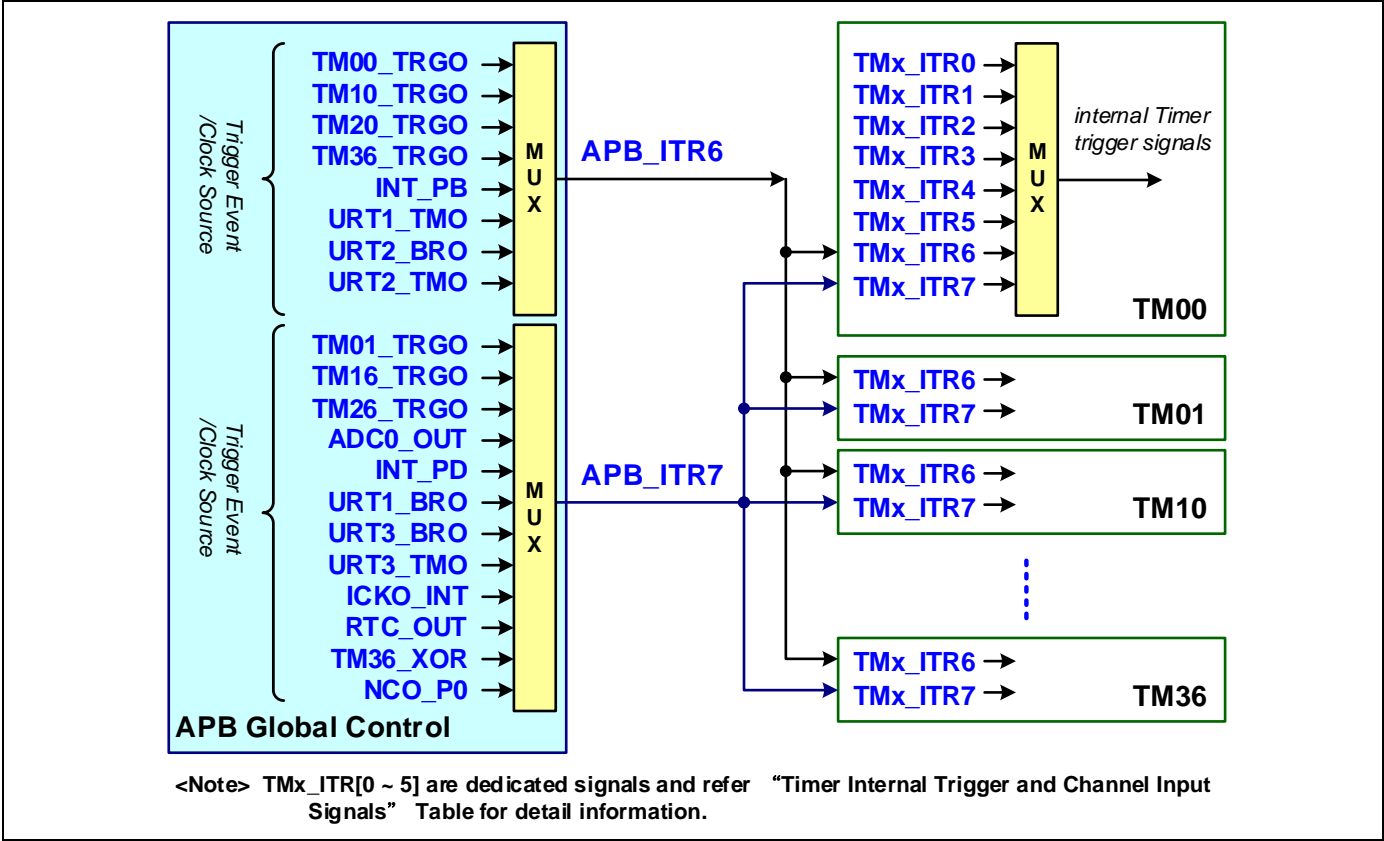 Trigger Event
/Clock Source
TM00_TRGO
TM10_TRGO
TM20_TRGO
TM36_TRGO
INT_PB
URT1_TMO
URT2_BRO
URT2_TMO
MUX
APB_ITR6
Trigger Event
/Clock Source
TM01_TRGO
TM16_TRGO
TM26_TRGO
ADC0_OUT
INT_PD
URT1_BRO
URT3_BRO
URT3_TMO
ICKO_INT
RTC_OUT
TM36_XOR
NCO_P0
MUX
APB_ITR7
APB Global Control
TMx_ITR0
TMx_ITR1
TMx_ITR2
TMx_ITR3
TMx_ITR4
TMx_ITR5
TMx_ITR6
TMx_ITR7
MUX
internal Timer
trigger signals
TM00
TMx_ITR6
TMx_ITR7
TM01
TMx_ITR6
TMx_ITR7
TM10
TMx_ITR6
TMx_ITR7
TM36
<Note> TMx_ITR[0 ~ 5] are dedicated signals and refer “Timer Internal Trigger and Channel Input
Signals” Table for detail information.